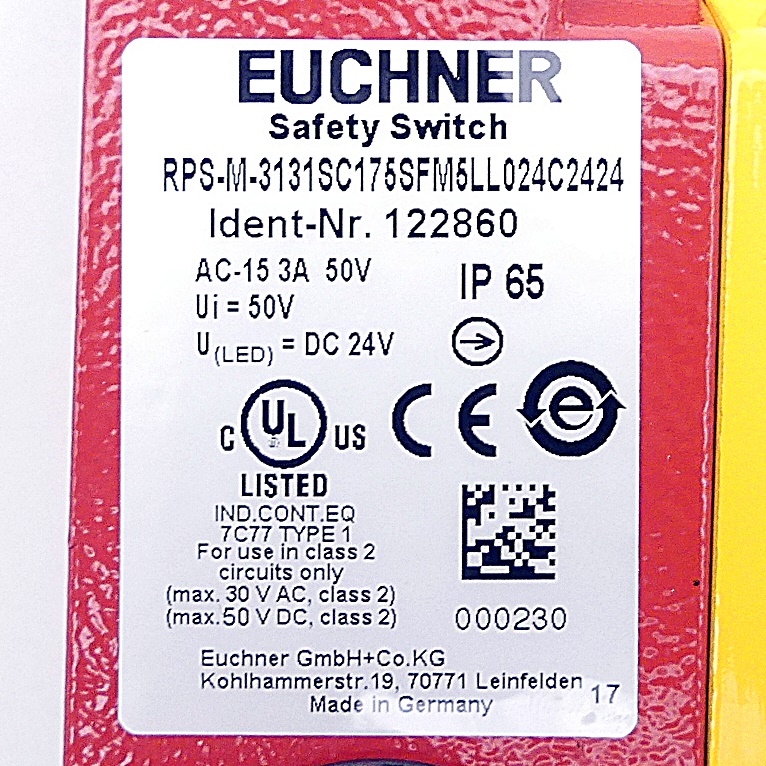 EUCHNER
Safety Switch
RPS-M-3131SC175SFM5LL024C2424
Ident-Nr. 122860
AC-15 3A 50V
IP 65
Ui = 50V
U(LED) = DC 24V
C UL US
CE
e
LISTED
IND.CONT.EQ
7C77 TYPE 1
For use in class 2
circuits only
(max. 30 V AC, class 2)
(max.50 V DC, class 2)
000230
Euchner GmbH+Co.KG
Kohlhammerstr.19, 70771 Leinfelden
Made in Germany
17